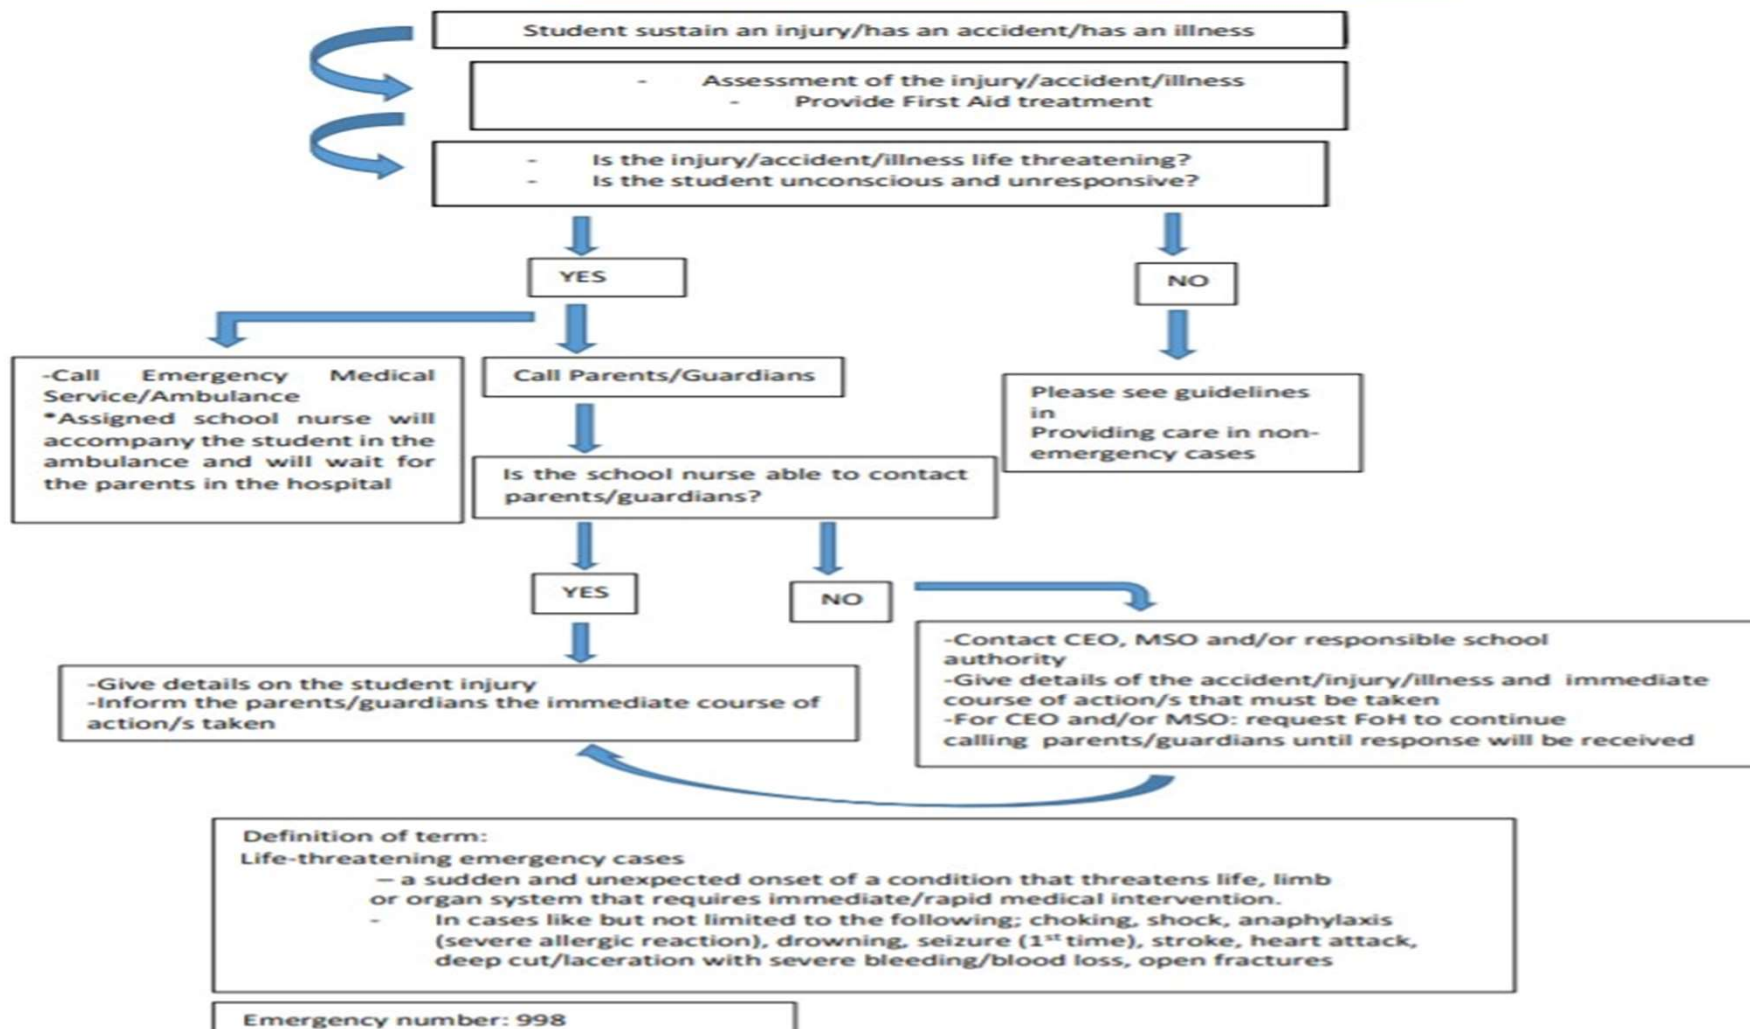 Student sustain an injury/has an accident/has an illness
- Assessment of the injury/accident/illness
- Provide First Aid treatment
- Is the injury/accident/illness life threatening?
- Is the student unconscious and unresponsive?
YES
NO
-Call Emergency Medical
Service/Ambulance
*Assigned school nurse will
accompany the student in the
ambulance and will wait for
the parents in the hospital
Call Parents/Guardians
Please see guidelines
in
Providing care in non-
emergency cases
Is the school nurse able to contact
parents/guardians?
YES
NO
-Give details on the student injury
-Inform the parents/guardians the immediate course of
action/s taken
-Contact CEO, MSO and/or responsible school
authority
-Give details of the accident/injury/illness and immediate
course of action/s that must be taken
-For CEO and/or MSO: request FoH to continue
calling parents/guardians until response will be received
Definition of term:
Life-threatening emergency cases
– a sudden and unexpected onset of a condition that threatens life, limb
or organ system that requires immediate/rapid medical intervention.
- In cases like but not limited to the following; choking, shock, anaphylaxis
(severe allergic reaction), drowning, seizure (1st time), stroke, heart attack,
deep cut/laceration with severe bleeding/blood loss, open fractures
Emergency number: 998